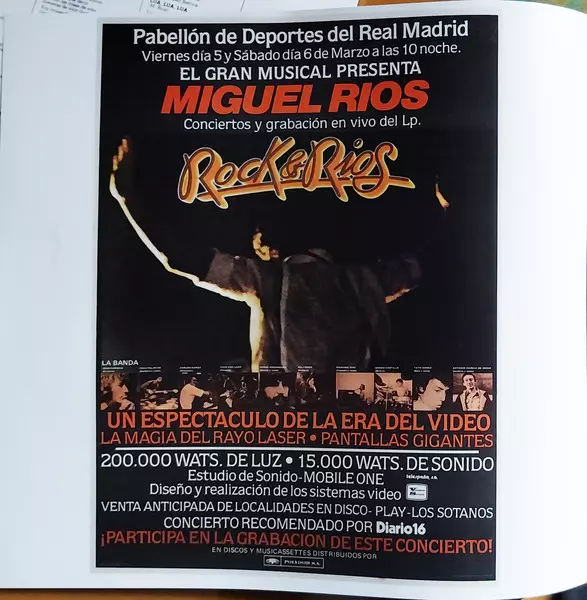 LUA LUA LUA
Pabellón de Deportes del Real Madrid
Viernes día 5 y Sábado día 6 de Marzo a las 10 noche.
EL GRAN MUSICAL PRESENTA
MIGUEL RIOS
Conciertos y grabación en vivo del Lp.
Rock & Rios
LA BANDA
UN ESPECTACULO DE LA ERA DEL VIDEO
LA MAGIA DEL RAYO LASER • PANTALLAS GIGANTES
200.000 WATS. DE LUZ • 15.000 WATS. DE SONIDO
Estudio de Sonido-MOBILE ONE
Diseño y realización de los sistemas video
VENTA ANTICIPADA DE LOCALIDADES EN DISCO- PLAY-LOS SOTANOS
CONCIERTO RECOMENDADO POR Diario16
¡PARTICIPA EN LA GRABACION DE ESTE CONCIERTO!
EN DISCOS Y MUSICASSETTES DISTRIBUIDOS POR
POLYDOR S.A.